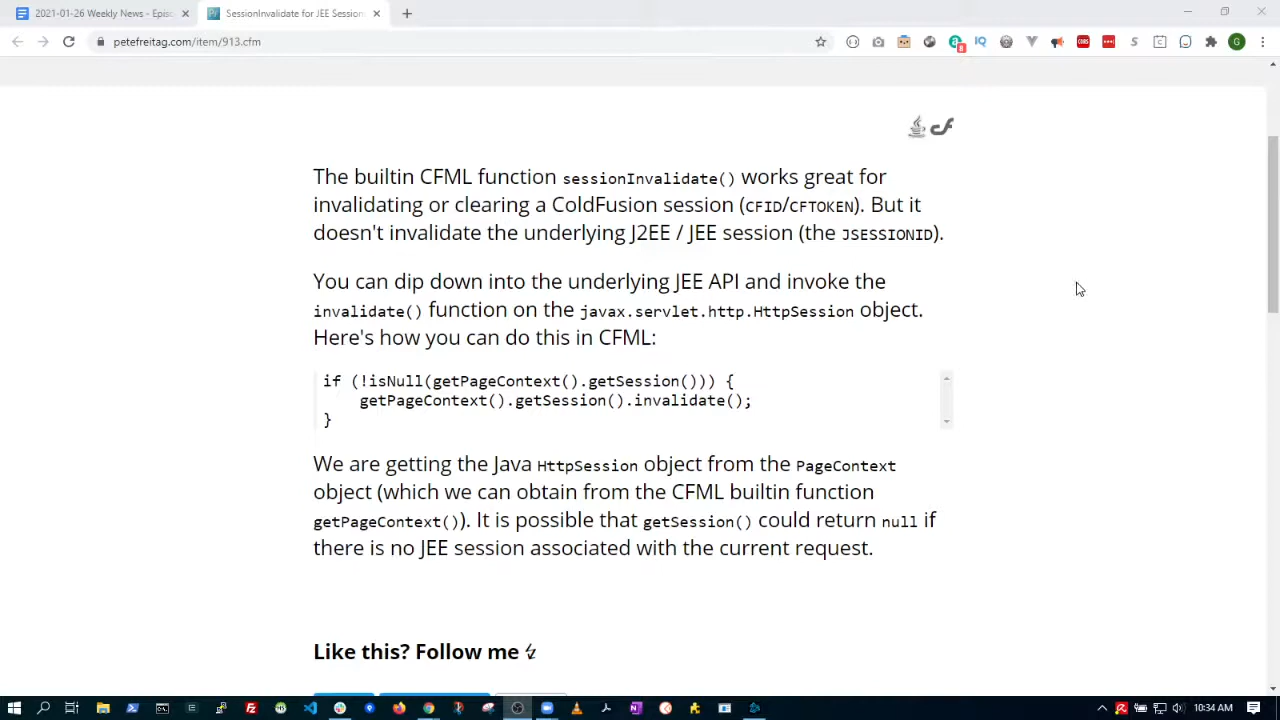 2021-01-26 Weekly News - Episo
SessionInvalidate for JEE Session
petefreitag.com/item/913.cfm
The builtin CFML function sessionInvalidate() works great for
invalidating or clearing a ColdFusion session (CFID/CFTOKEN). But it
doesn't invalidate the underlying J2EE / JEE session (the JSESSIONID).
You can dip down into the underlying JEE API and invoke the
invalidate() function on the javax.servlet.http.HttpSession object.
Here's how you can do this in CFML:
if (!isNull(getPageContext().getSession())) {
getPageContext().getSession().invalidate();
}
We are getting the Java HttpSession object from the PageContext
object (which we can obtain from the CFML builtin function
getPageContext()). It is possible that getSession() could return null if
there is no JEE session associated with the current request.
Like this? Follow me
10:34 AM